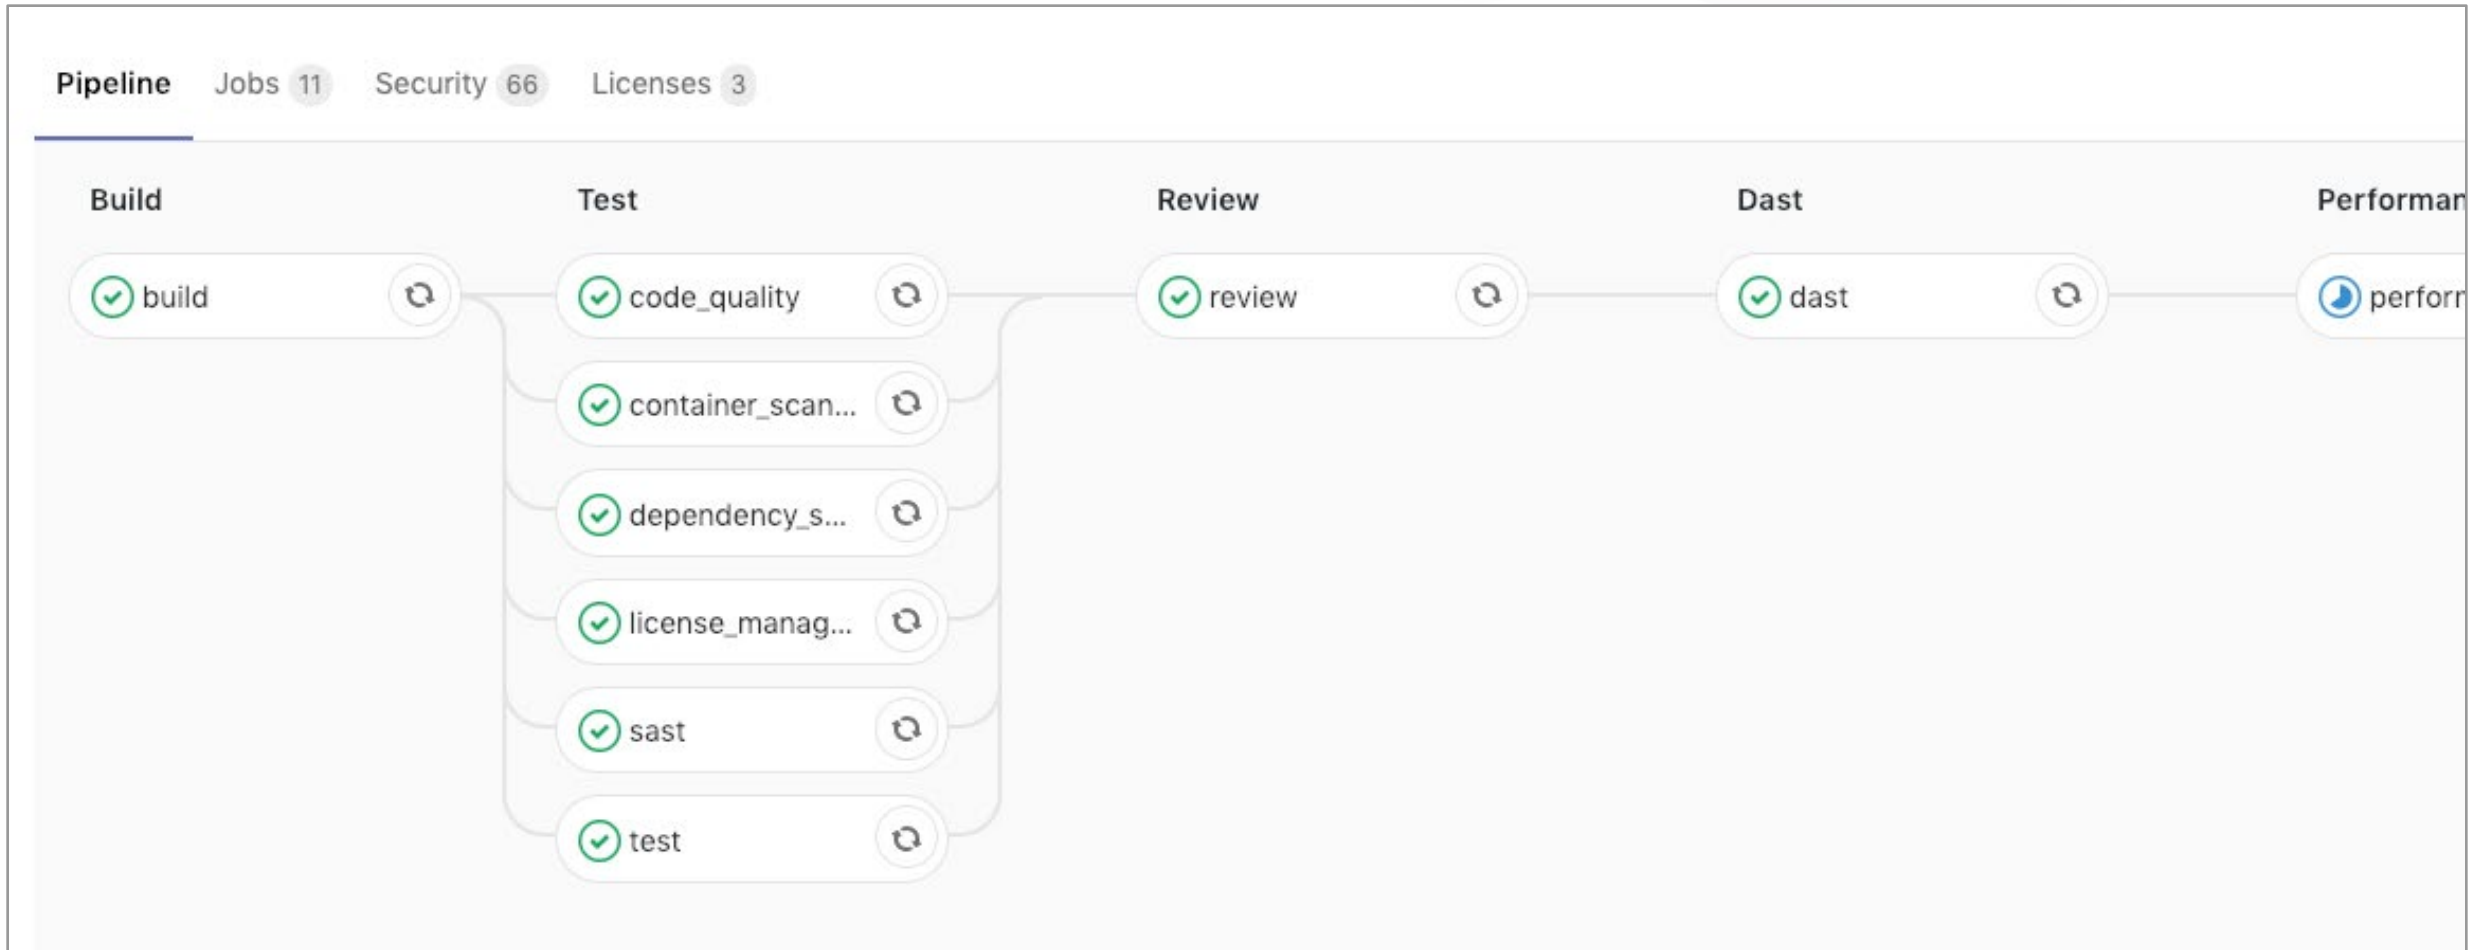 Pipeline Jobs 11 Security 66 Licenses 3
Build Test Review Dast Performan
build code_quality review dast perforr
container_scan...
dependency_s...
license_manag...
sast
test